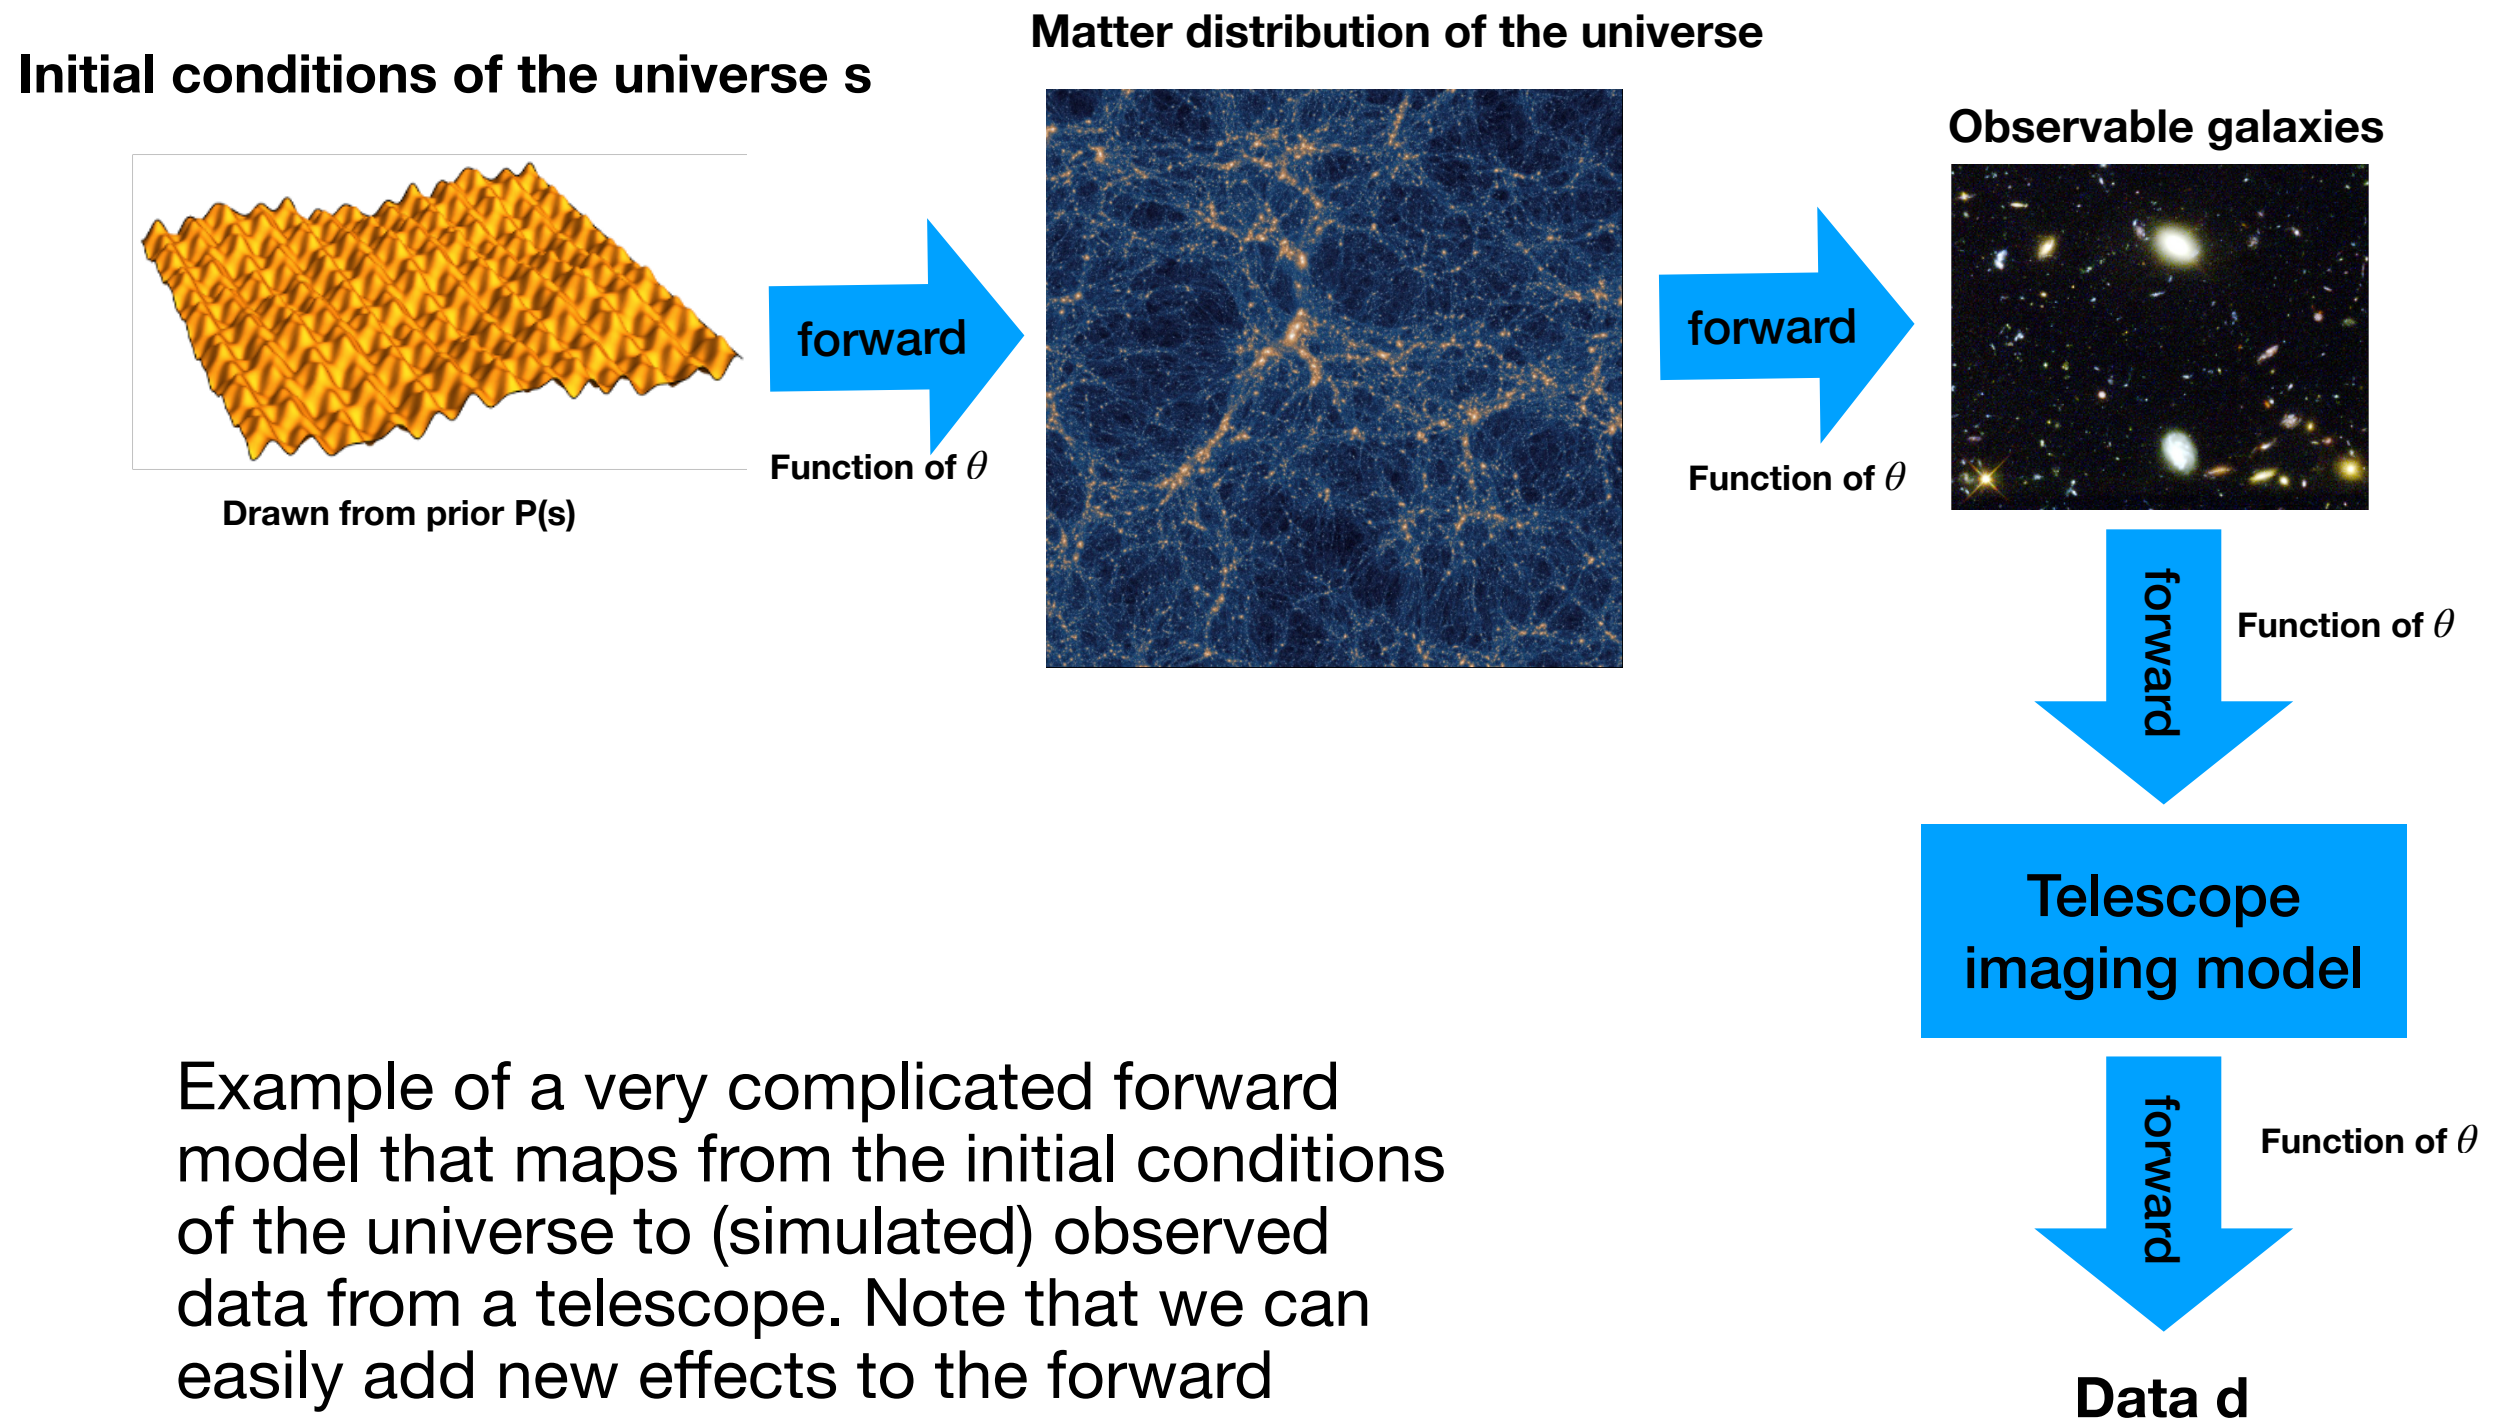 Initial conditions of the universe s
Matter distribution of the universe
Observable galaxies
forward
forward
Function of θ
Function of θ
Drawn from prior P(s)
forward
Function of θ
Telescope
imaging model
forward
Function of θ
Data d
Example of a very complicated forward
model that maps from the initial conditions
of the universe to (simulated) observed
data from a telescope. Note that we can
easily add new effects to the forward